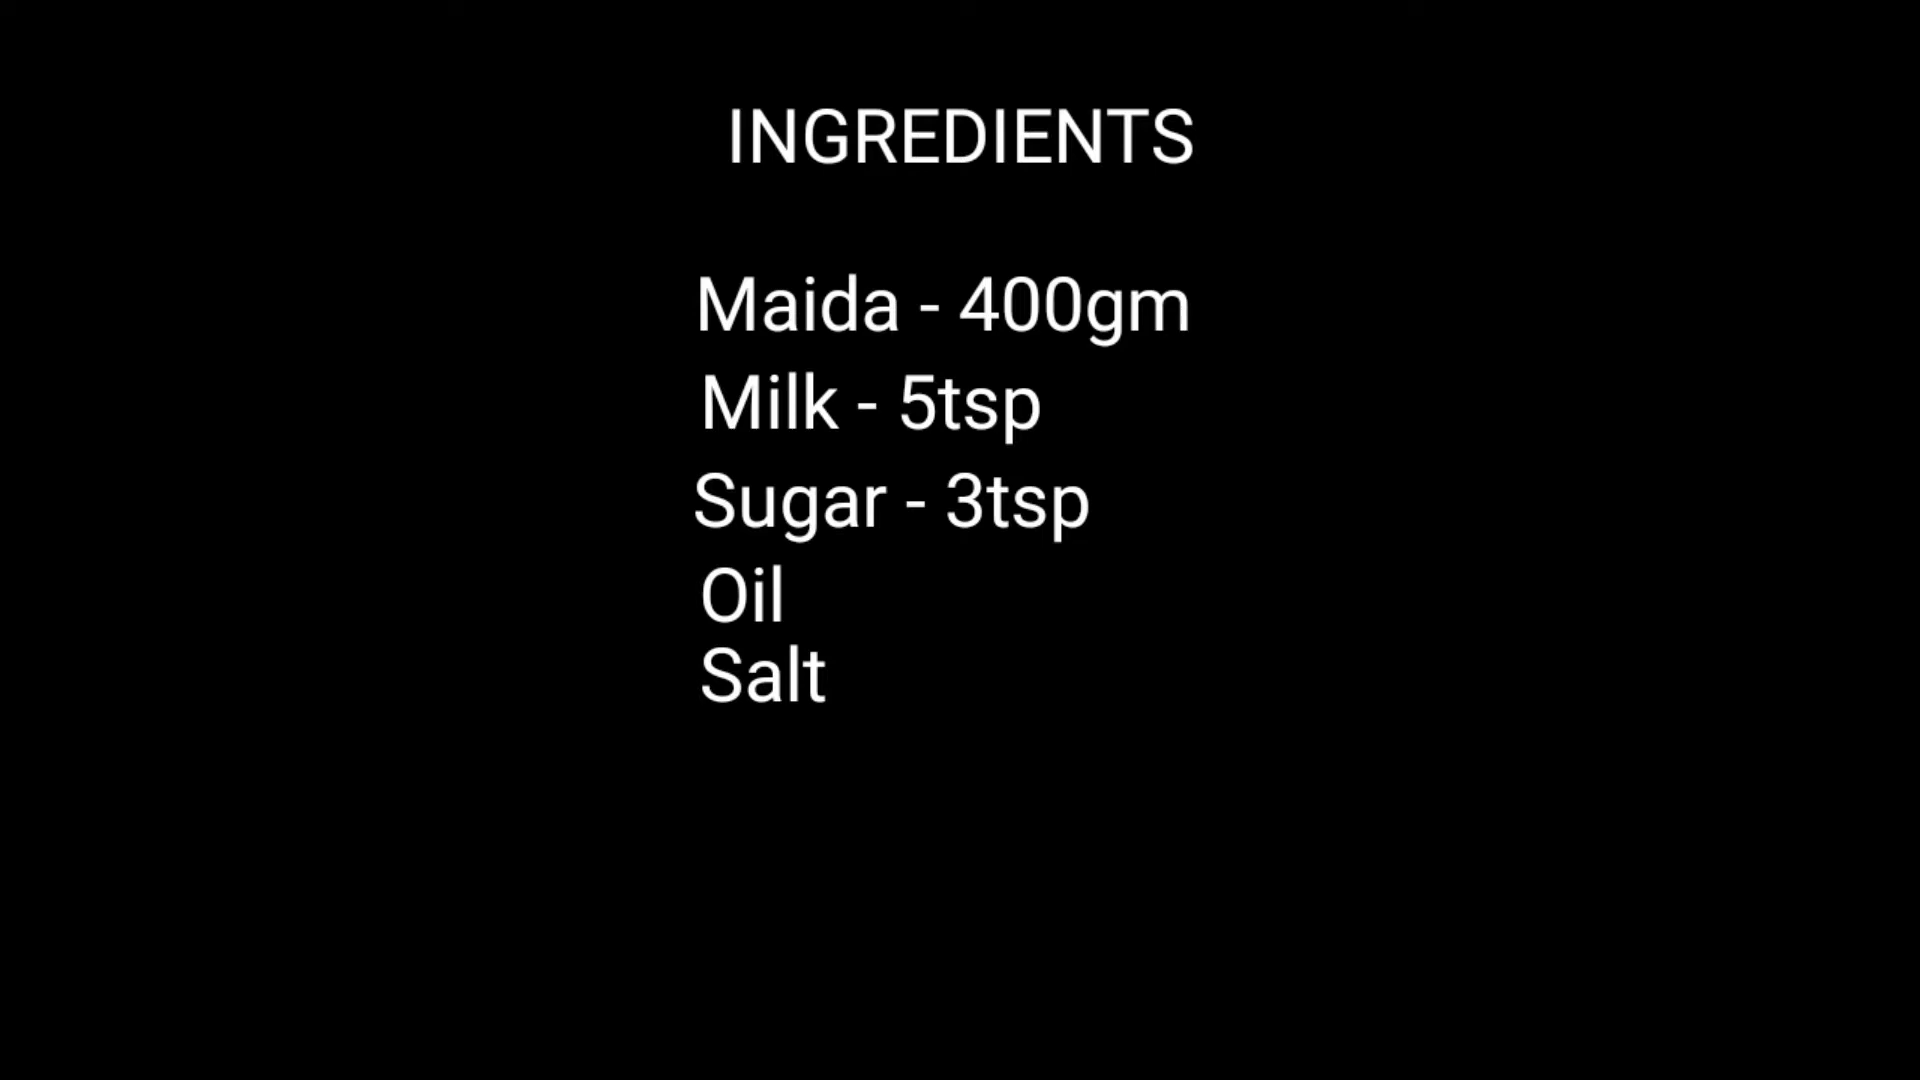 INGREDIENTS
Maida - 400gm
Milk - 5tsp
Sugar - 3tsp
Oil
Salt